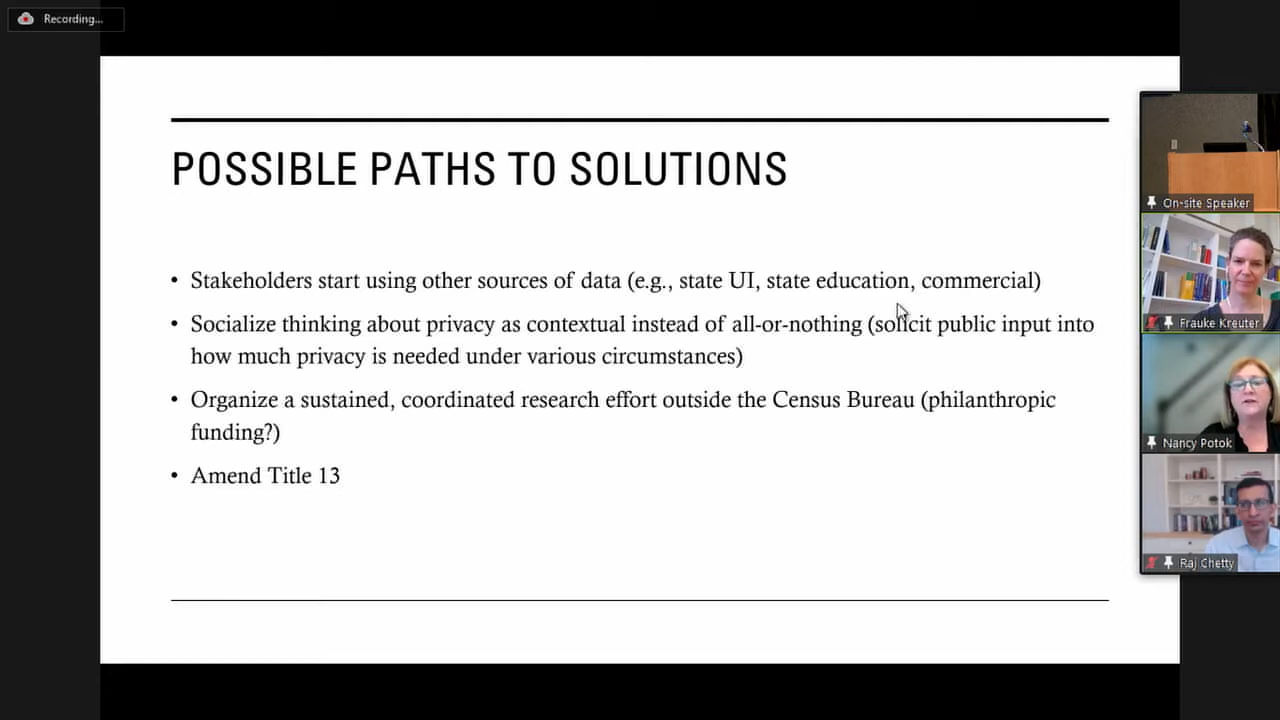 Recording...
POSSIBLE PATHS TO SOLUTIONS
• Stakeholders start using other sources of data (e.g., state UI, state education, commercial)
• Socialize thinking about privacy as contextual instead of all-or-nothing (solicit public input into
how much privacy is needed under various circumstances)
• Organize a sustained, coordinated research effort outside the Census Bureau (philanthropic
funding?)
• Amend Title 13
On-site Speaker
Frauke Kreuter
Nancy Potok
Raj Chetty